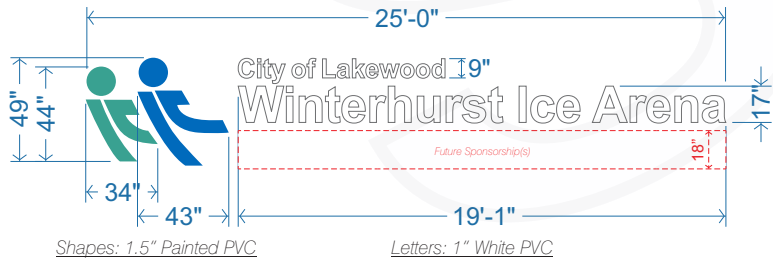 25'-0"
City of Lakewood 9"
Winterhurst Ice Arena 17"
49" 44"
Future Sponsorship(s) 18"
34"
43" 19'-1"
Shapes: 1.5" Painted PVC Letters: 1" White PVC